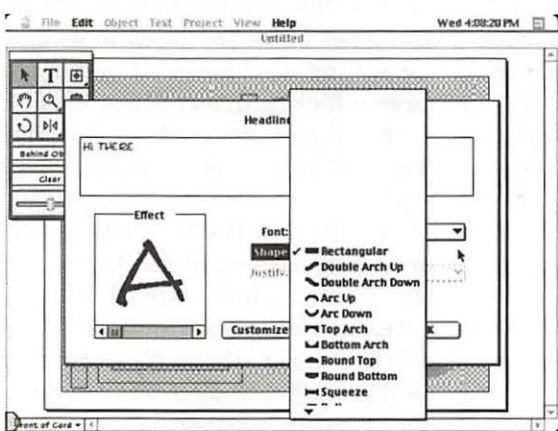 File Edit Object Text Project View Help Wed 4:08:20 PM
Untitled
T
Behind Ob
Clear
Headline
HI THERE
Effect
A
Font:
Shape
Justify:
✓ Rectangular
Double Arch Up
Double Arch Down
Arc Up
Arc Down
Top Arch
Bottom Arch
Round Top
Round Bottom
Squeeze
Customize
K
Front of Card